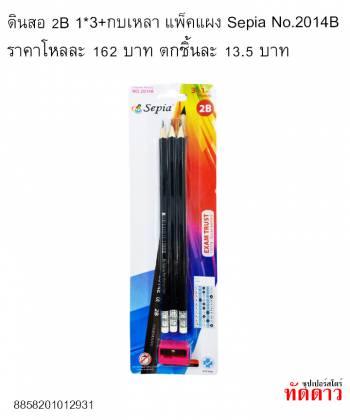 ดินสอ 2B 1*3+กบเหลา แพ็คแผง Sepia No.2014B
ราคาโหลละ 162 บาท ตกชิ้นละ 13.5 บาท
Sepia
2B
EXAM TRUST
2B
ซุปเปอร์สโตร์
ทัดดาว
8858201012931